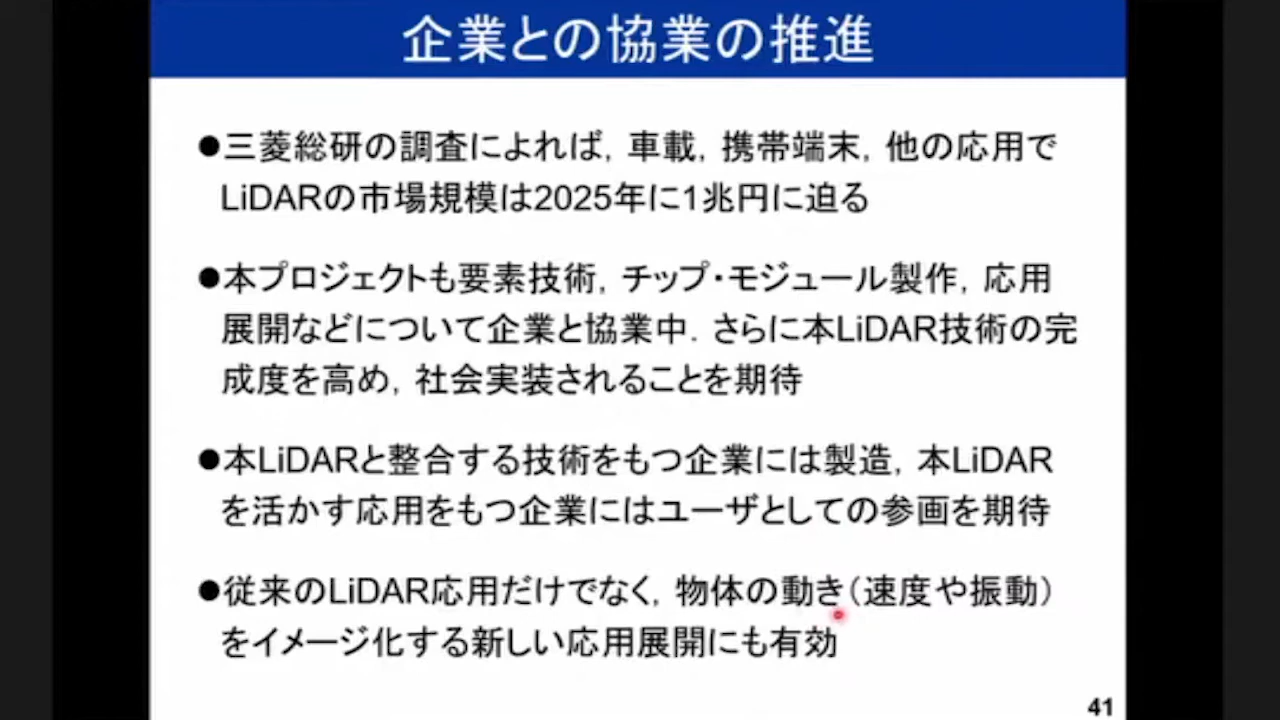 企業との協業の推進
●三菱総研の調査によれば，車載，携帯端末，他の応用で
LiDARの市場規模は2025年に1兆円に迫る
●本プロジェクトも要素技術，チップ・モジュール製作，応用
展開などについて企業と協業中．さらに本LiDAR技術の完
成度を高め，社会実装されることを期待
●本LiDARと整合する技術をもつ企業には製造，本LiDAR
を活かす応用をもつ企業にはユーザとしての参画を期待
●従来のLiDAR応用だけでなく，物体の動き（速度や振動）
をイメージ化する新しい応用展開にも有効
41